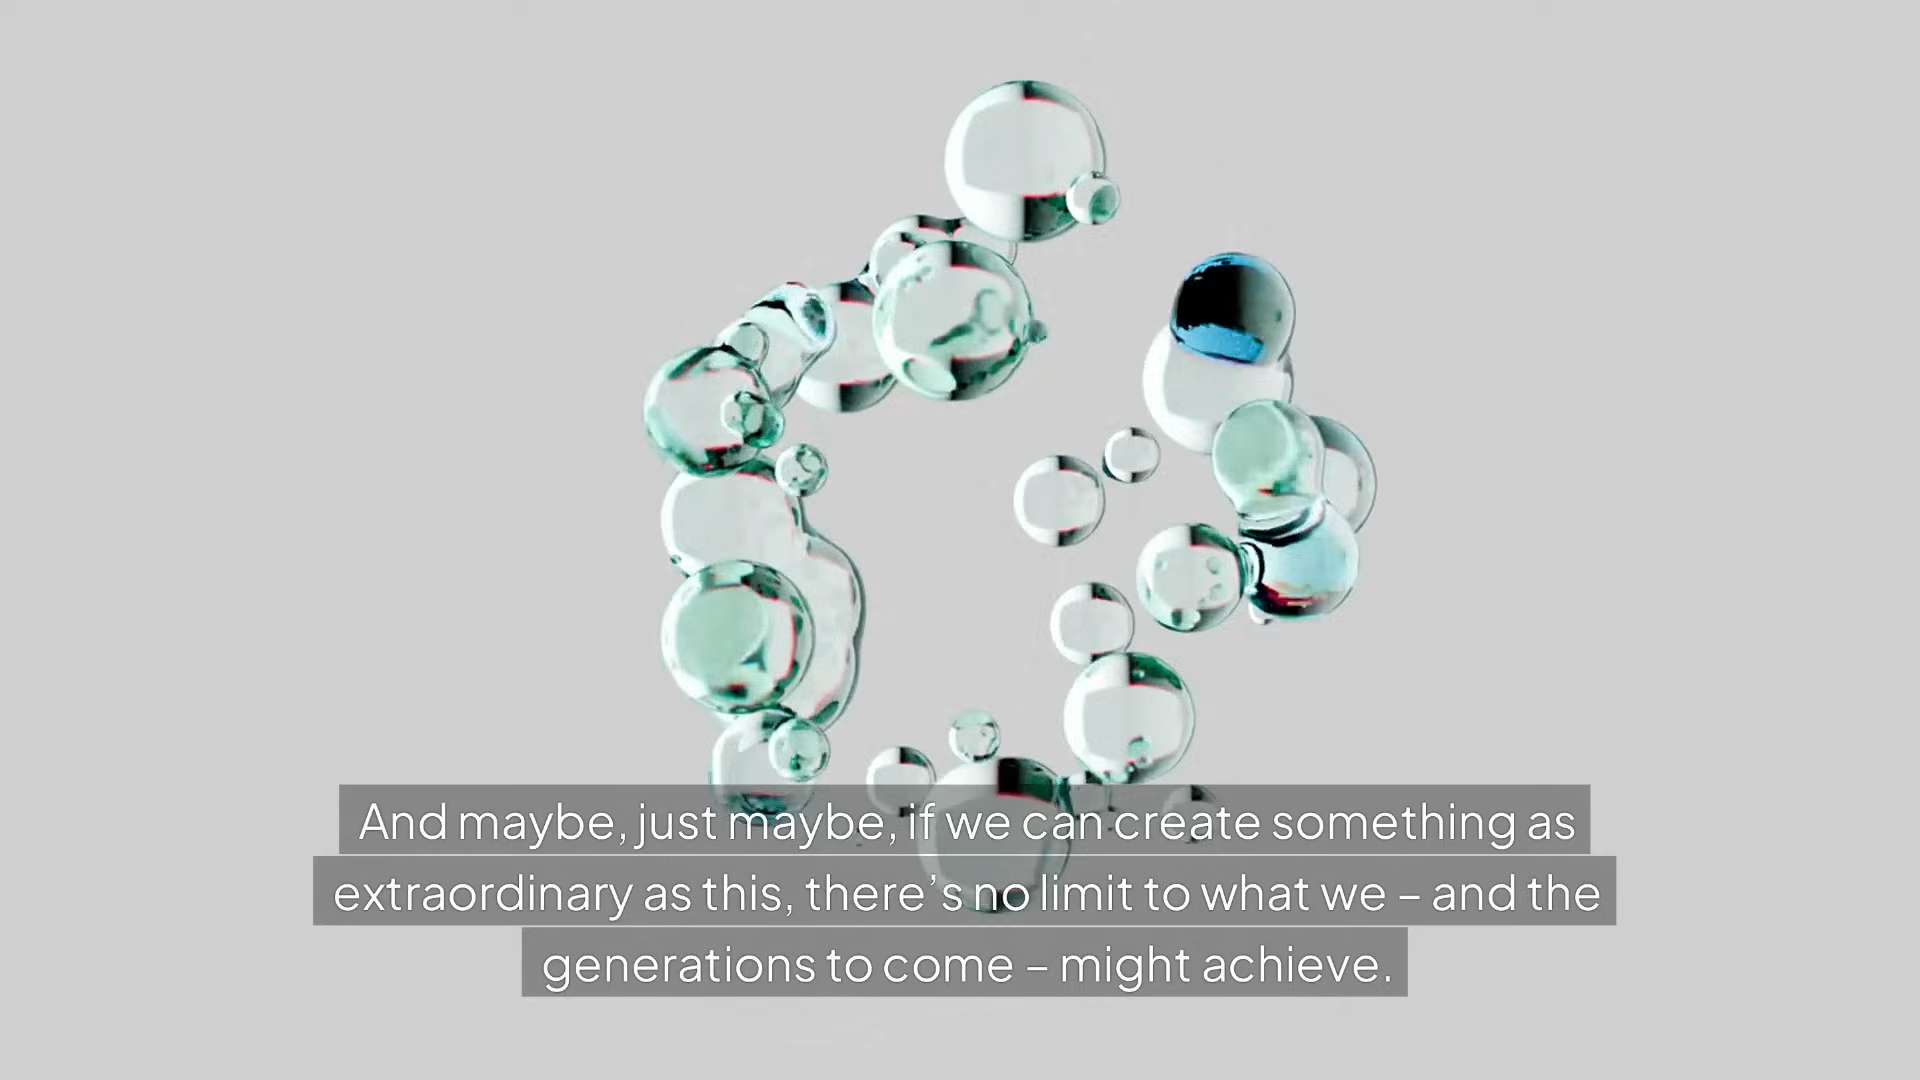 And maybe, just maybe, if we can create something as
extraordinary as this, there’s no limit to what we – and the
generations to come – might achieve.